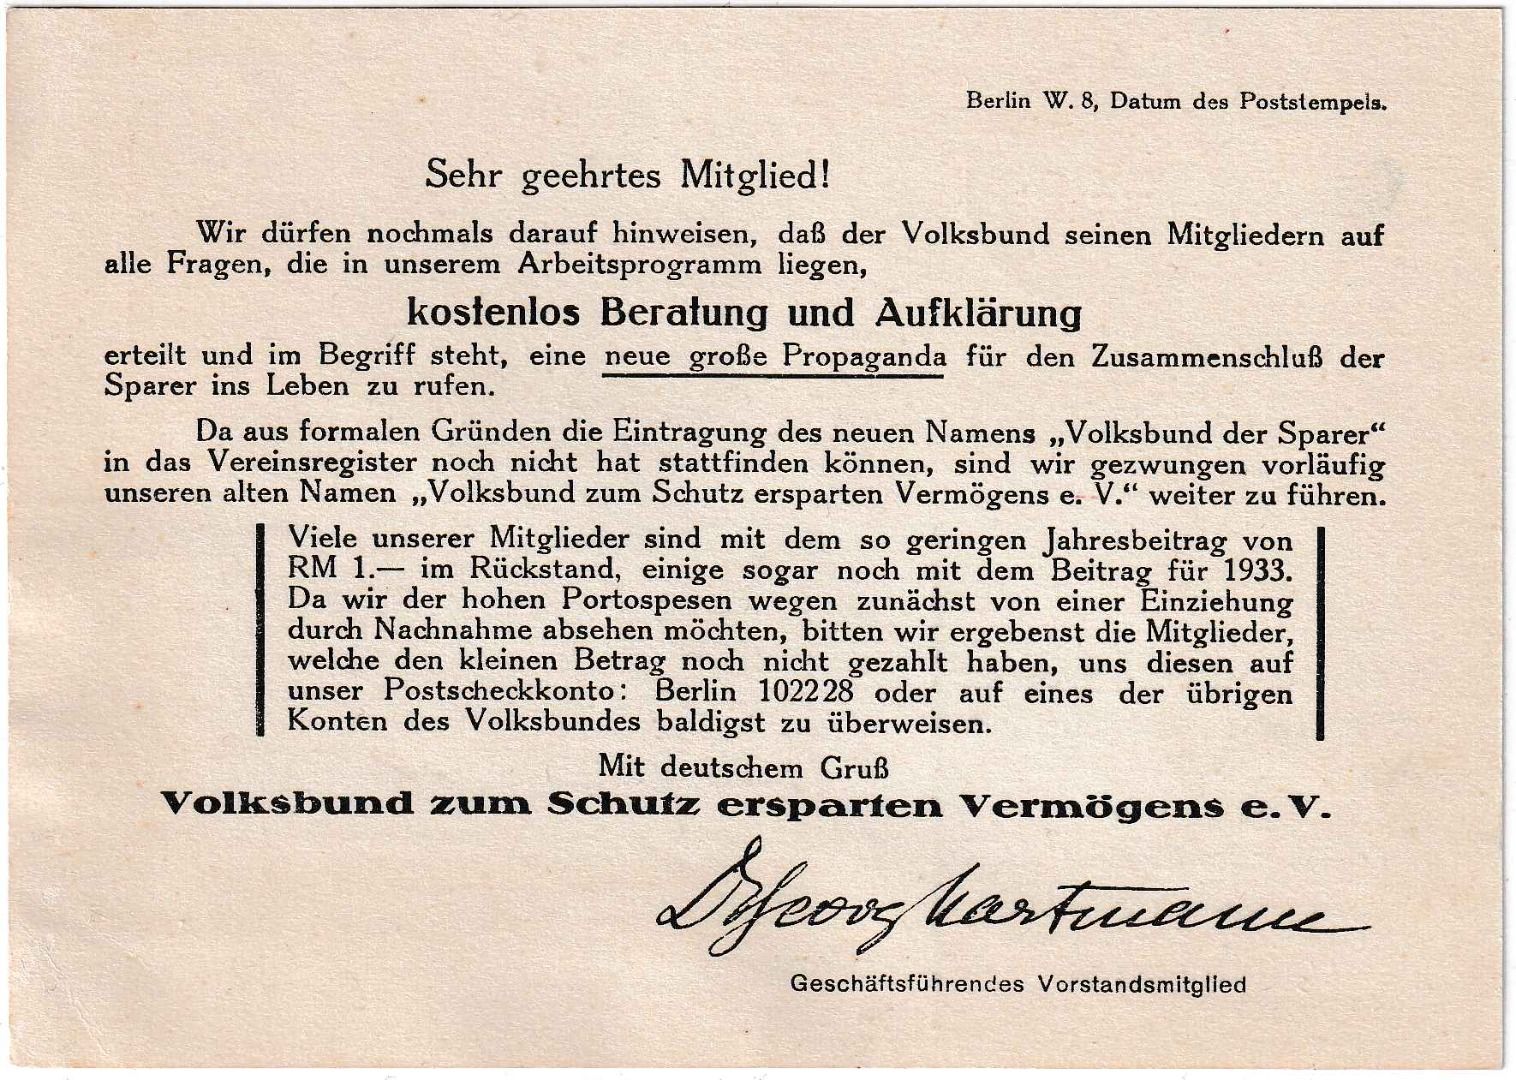 Berlin W. 8, Datum des Poststempels.
Sehr geehrtes Mitglied!
Wir dürfen nochmals darauf hinweisen, daß der Volksbund seinen Mitgliedern auf
alle Fragen, die in unserem Arbeitsprogramm liegen,
kostenlos Beratung und Aufklärung
erteilt und im Begriff steht, eine neue große Propaganda für den Zusammenschluß der
Sparer ins Leben zu rufen.
Da aus formalen Gründen die Eintragung des neuen Namens „Volksbund der Sparer“
in das Vereinsregister noch nicht hat stattfinden können, sind wir gezwungen vorläufig
unseren alten Namen „Volksbund zum Schutz ersparten Vermögens e. V.“ weiter zu führen.
Viele unserer Mitglieder sind mit dem so geringen Jahresbeitrag von
RM 1.— im Rückstand, einige sogar noch mit dem Beitrag für 1933.
Da wir der hohen Portospesen wegen zunächst von einer Einziehung
durch Nachnahme absehen möchten, bitten wir ergebenst die Mitglieder,
welche den kleinen Betrag noch nicht gezahlt haben, uns diesen auf
unser Postscheckkonto: Berlin 102228 oder auf eines der übrigen
Konten des Volksbundes baldigst zu überweisen.
Mit deutschem Gruß
Volksbund zum Schutz ersparten Vermögens e. V.
Dr Georg Hartmann
Geschäftsführendes Vorstandsmitglied